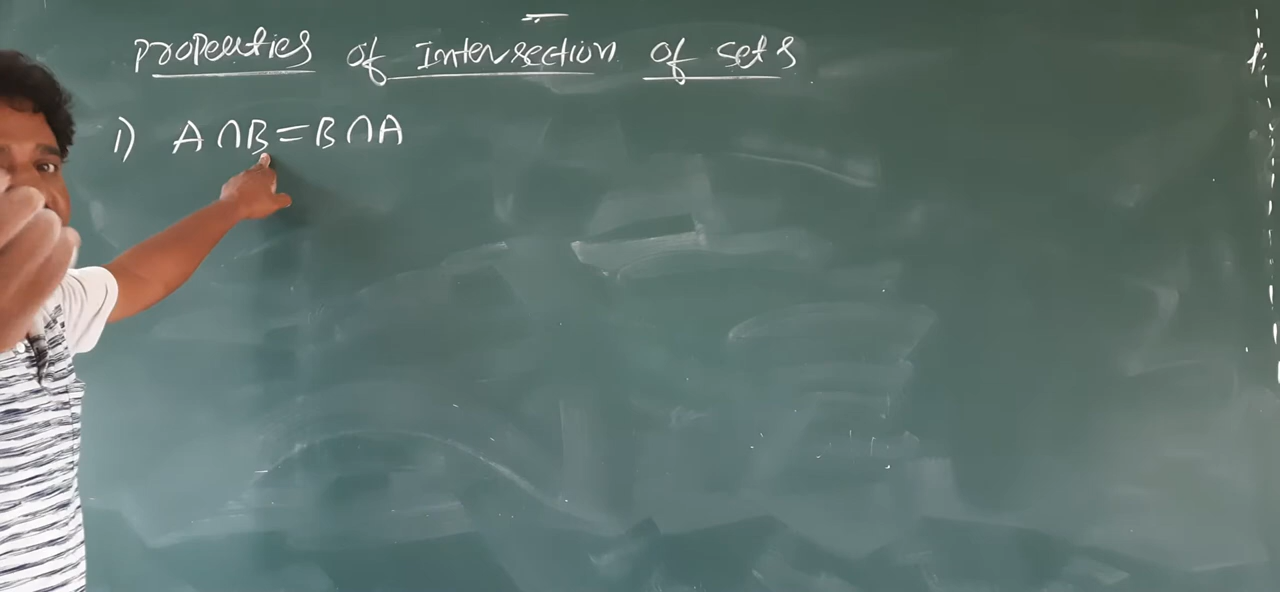 Properties of Intersection of sets
1) A ∩ B = B ∩ A